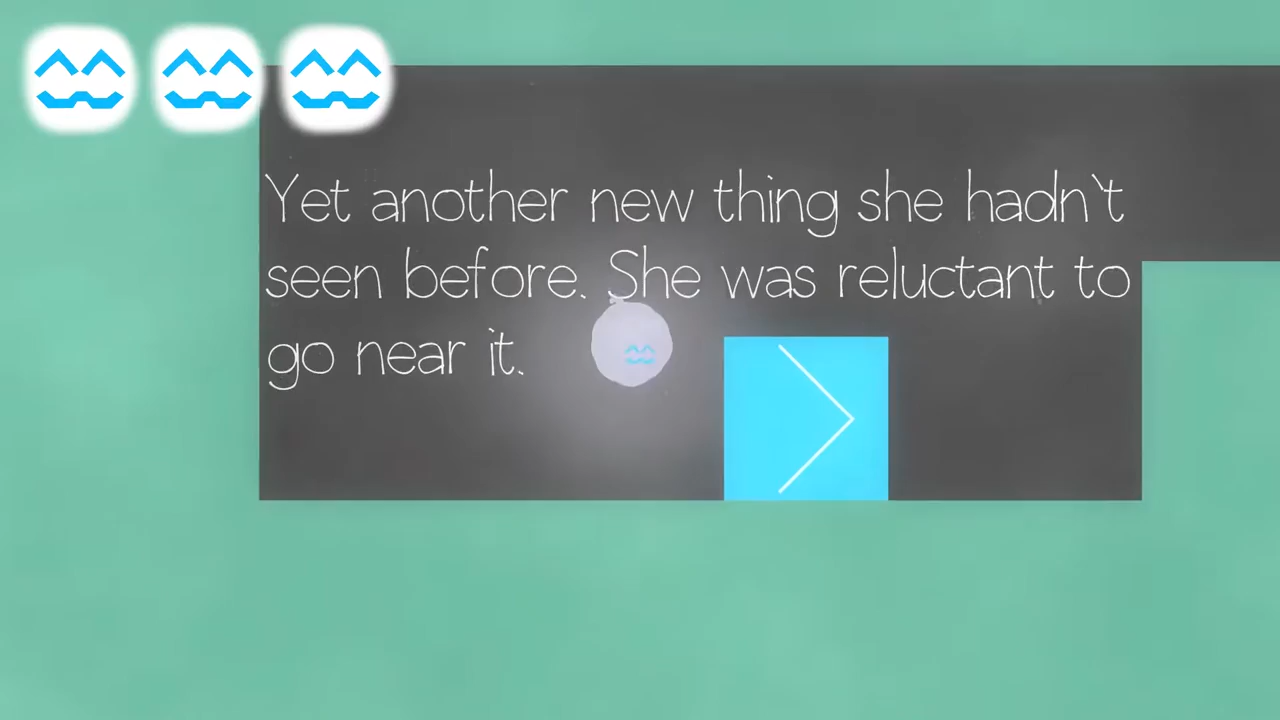 Yet another new thing she hadn't
seen before. She was reluctant to
go near it.